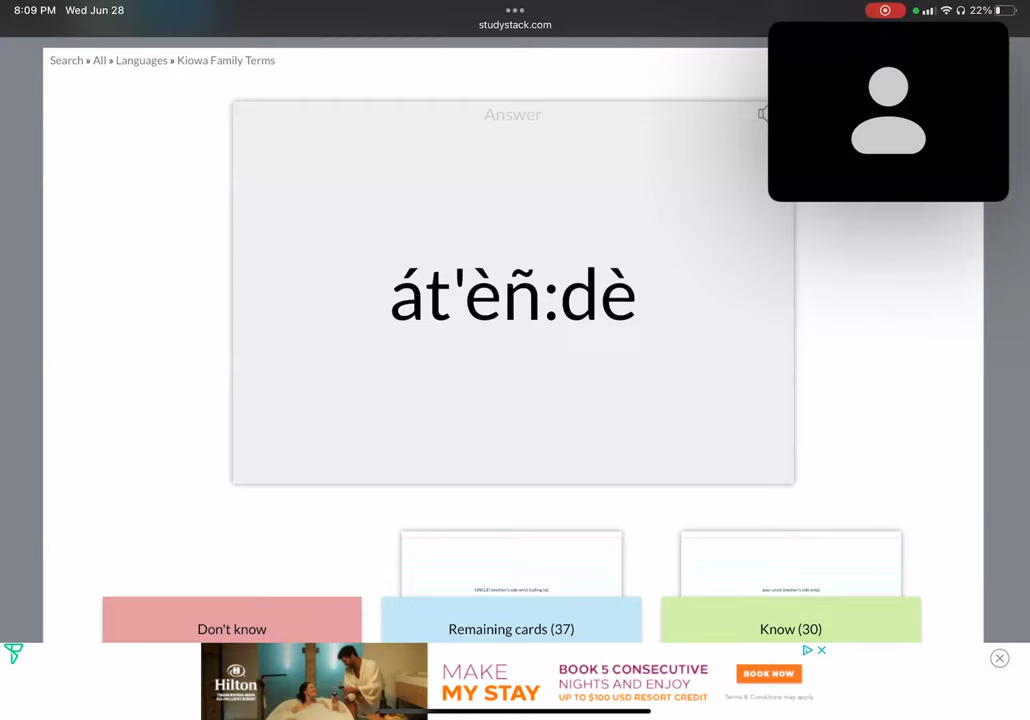 8:09 PM Wed Jun 28
studystack.com
22%
Search » All » Languages » Kiowa Family Terms
Answer
át'èñ:dè
UNCLE! (mother's side only) (calling to)
your uncle (mother's side only)
Don't know
Remaining cards (37)
Know (30)
Hilton
MAKE
MY STAY
BOOK 5 CONSECUTIVE
NIGHTS AND ENJOY
UP TO $100 USD RESORT CREDIT
BOOK NOW
Terms & Conditions may apply